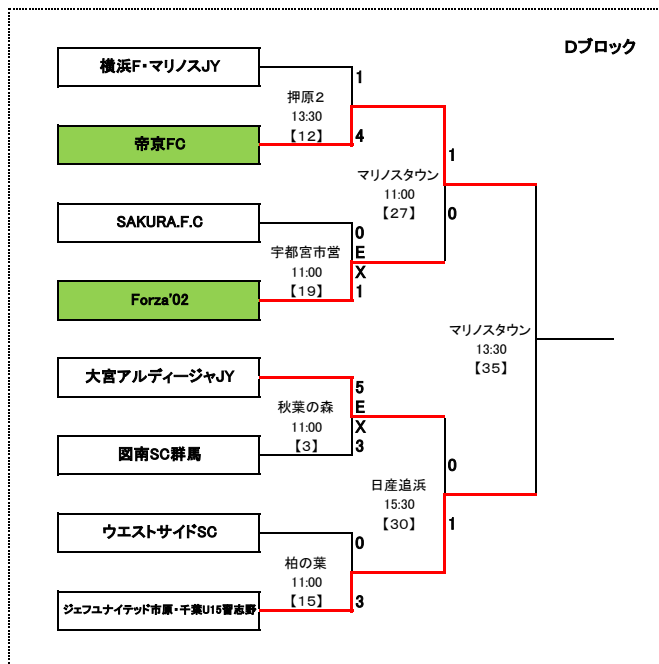 Dブロック
横浜F・マリノスJY
1
押原2
13:30
【12】
4
帝京FC
1
マリノスタウン
11:00
【27】
0
SAKURA.F.C
0
E
X
1
宇都宮市営
11:00
【19】
Forza'02
マリノスタウン
13:30
【35】
大宮アルディージャJY
5
E
X
3
秋葉の森
11:00
【3】
図南SC群馬
0
日産追浜
15:30
【30】
1
ウエストサイドSC
0
柏の葉
11:00
【15】
3
ジェフユナイテッド市原・千葉U15習志野